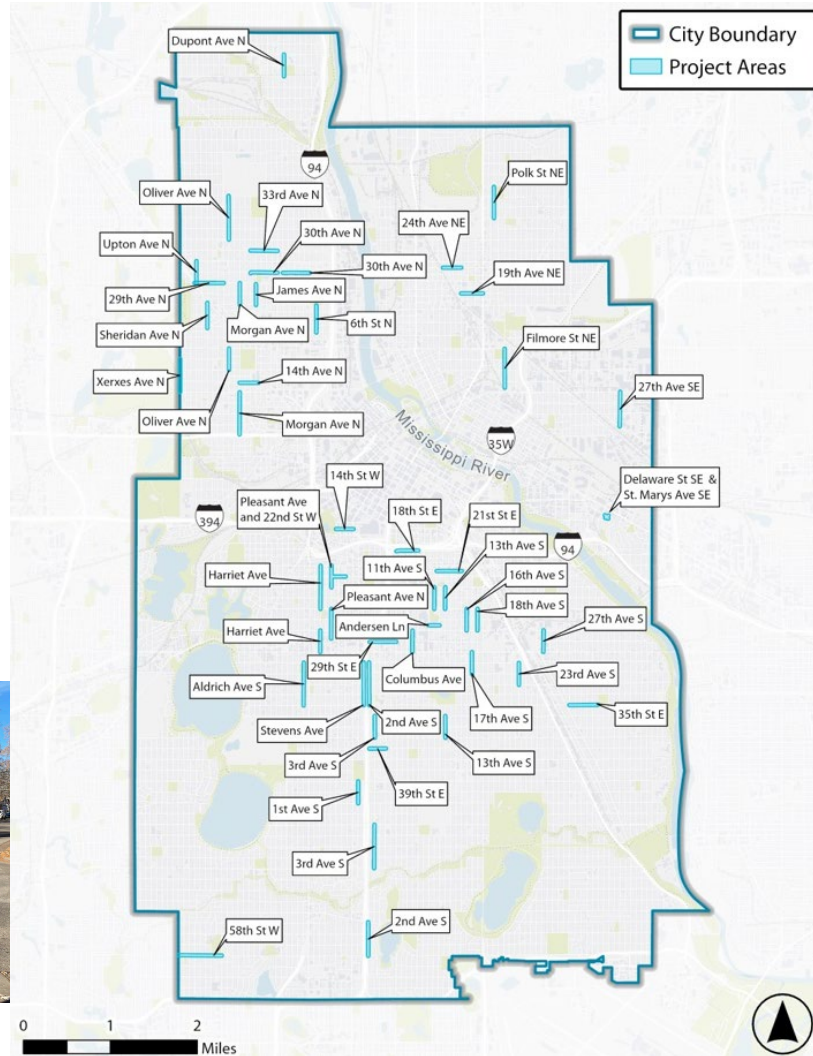 City Boundary
Project Areas
Dupont Ave N
94
Oliver Ave N
33rd Ave N
Polk St NE
24th Ave NE
30th Ave N
Upton Ave N
30th Ave N
29th Ave N
19th Ave NE
James Ave N
Sheridan Ave N
Morgan Ave N
6th St N
Filmore St NE
Xerxes Ave N
14th Ave N
27th Ave SE
Oliver Ave N
Morgan Ave N
Mississippi River
35W
14th St W
Delaware St SE &
St. Marys Ave SE
Pleasant Ave
and 22nd St W
18th St E
21st St E
394
94
13th Ave S
11th Ave S
Harriet Ave
16th Ave S
Pleasant Ave N
18th Ave S
27th Ave S
Andersen Ln
Harriet Ave
29th St E
Columbus Ave
23rd Ave S
Aldrich Ave S
17th Ave S
35th St E
Stevens Ave
2nd Ave S
3rd Ave S
13th Ave S
39th St E
1st Ave S
3rd Ave S
58th St W
2nd Ave S
0 1 2
Miles